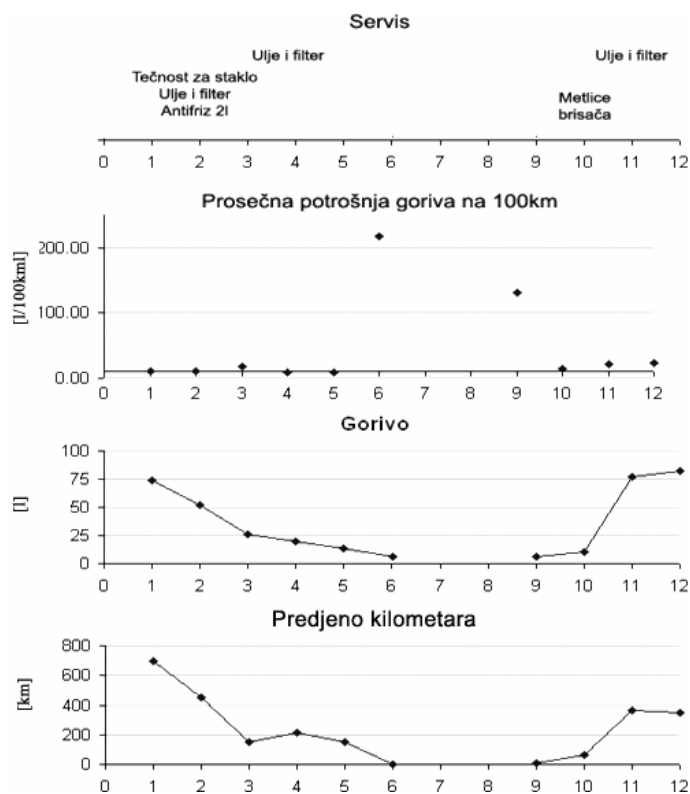 Servis
Ulje i filter
Ulje i filter
Tečnost za staklo
Ulje i filter
Antifriz 2l
Metlice
brisača
0 1 2 3 4 5 6 7 8 9 10 11 12
Prosečna potrošnja goriva na 100km
[l/100kml]
200.00
100.00
0.00
0 1 2 3 4 5 6 7 8 9 10 11 12
Gorivo
[l]
100
75
50
25
0
0 1 2 3 4 5 6 7 8 9 10 11 12
Predjeno kilometara
[km]
800
600
400
200
0
0 1 2 3 4 5 6 7 8 9 10 11 12